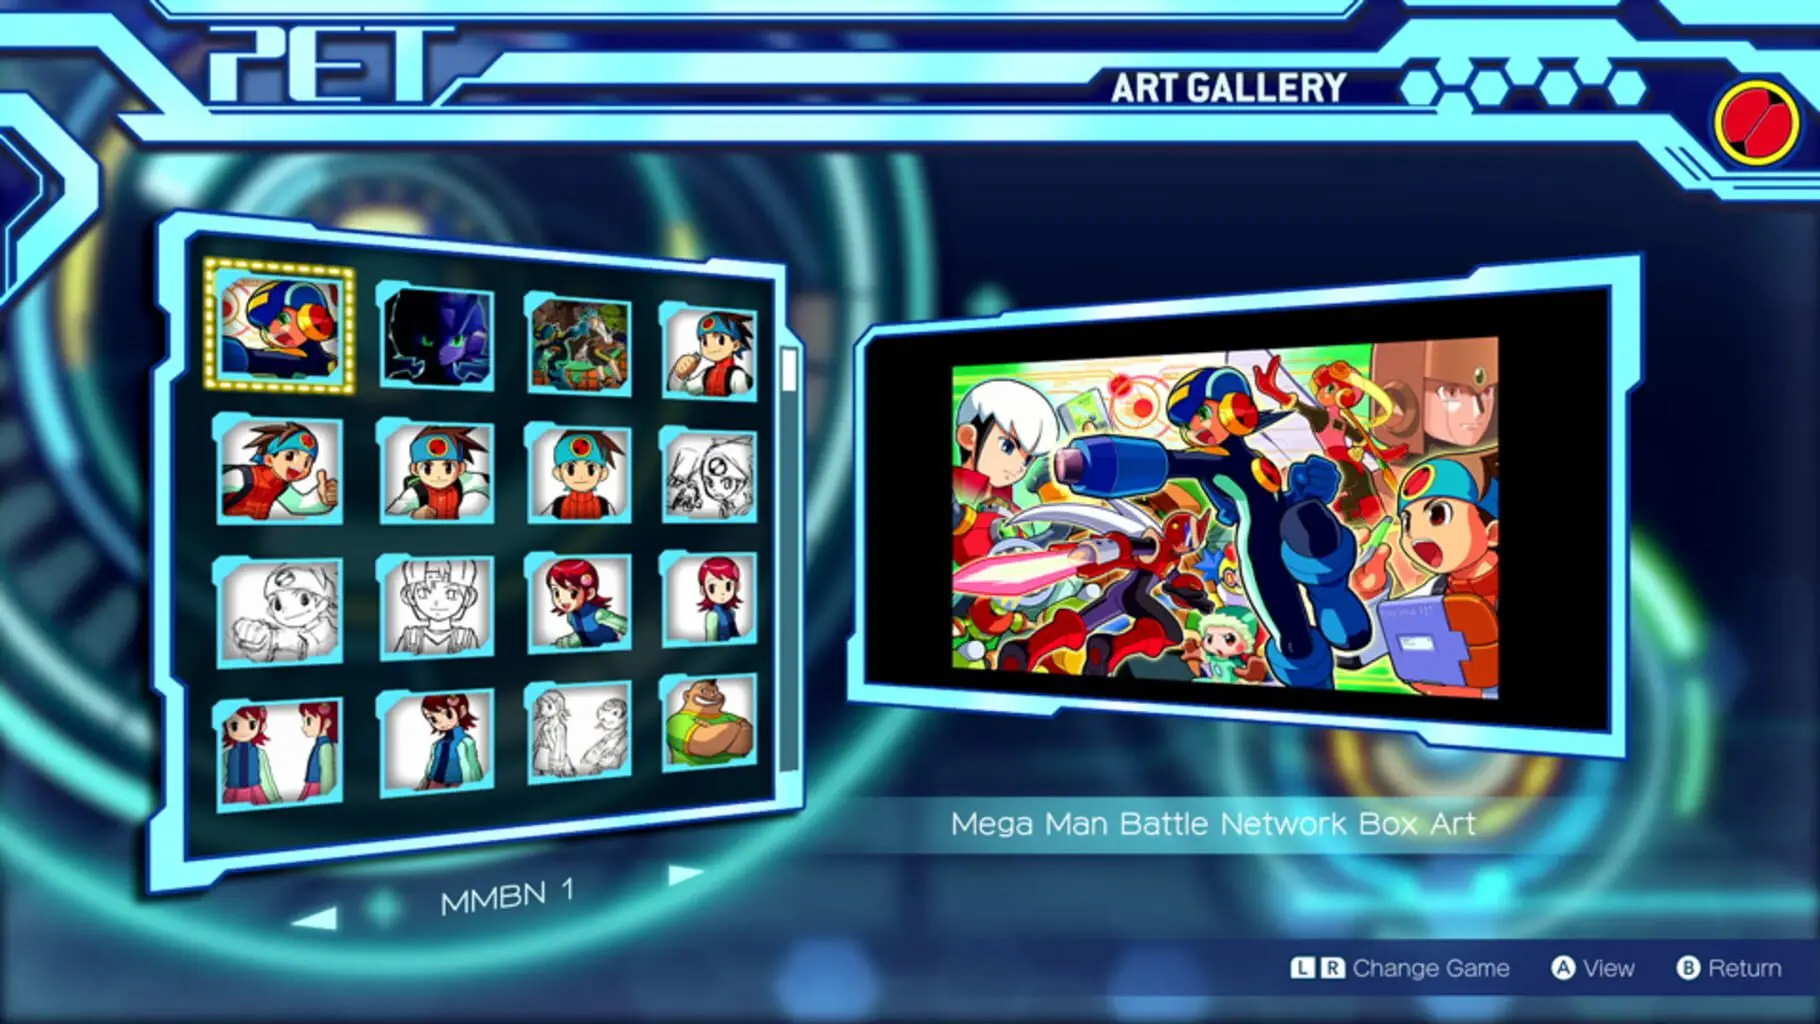 PET
ART GALLERY
Mega Man Battle Network Box Art
MMBN 1
L R Change Game
A View
B Return